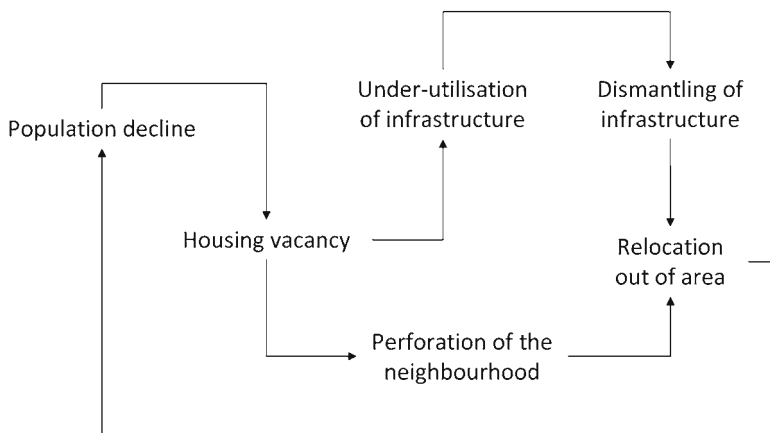 Population decline
Housing vacancy
Under-utilisation
of infrastructure
Dismantling of
infrastructure
Perforation of the
neighbourhood
Relocation
out of area